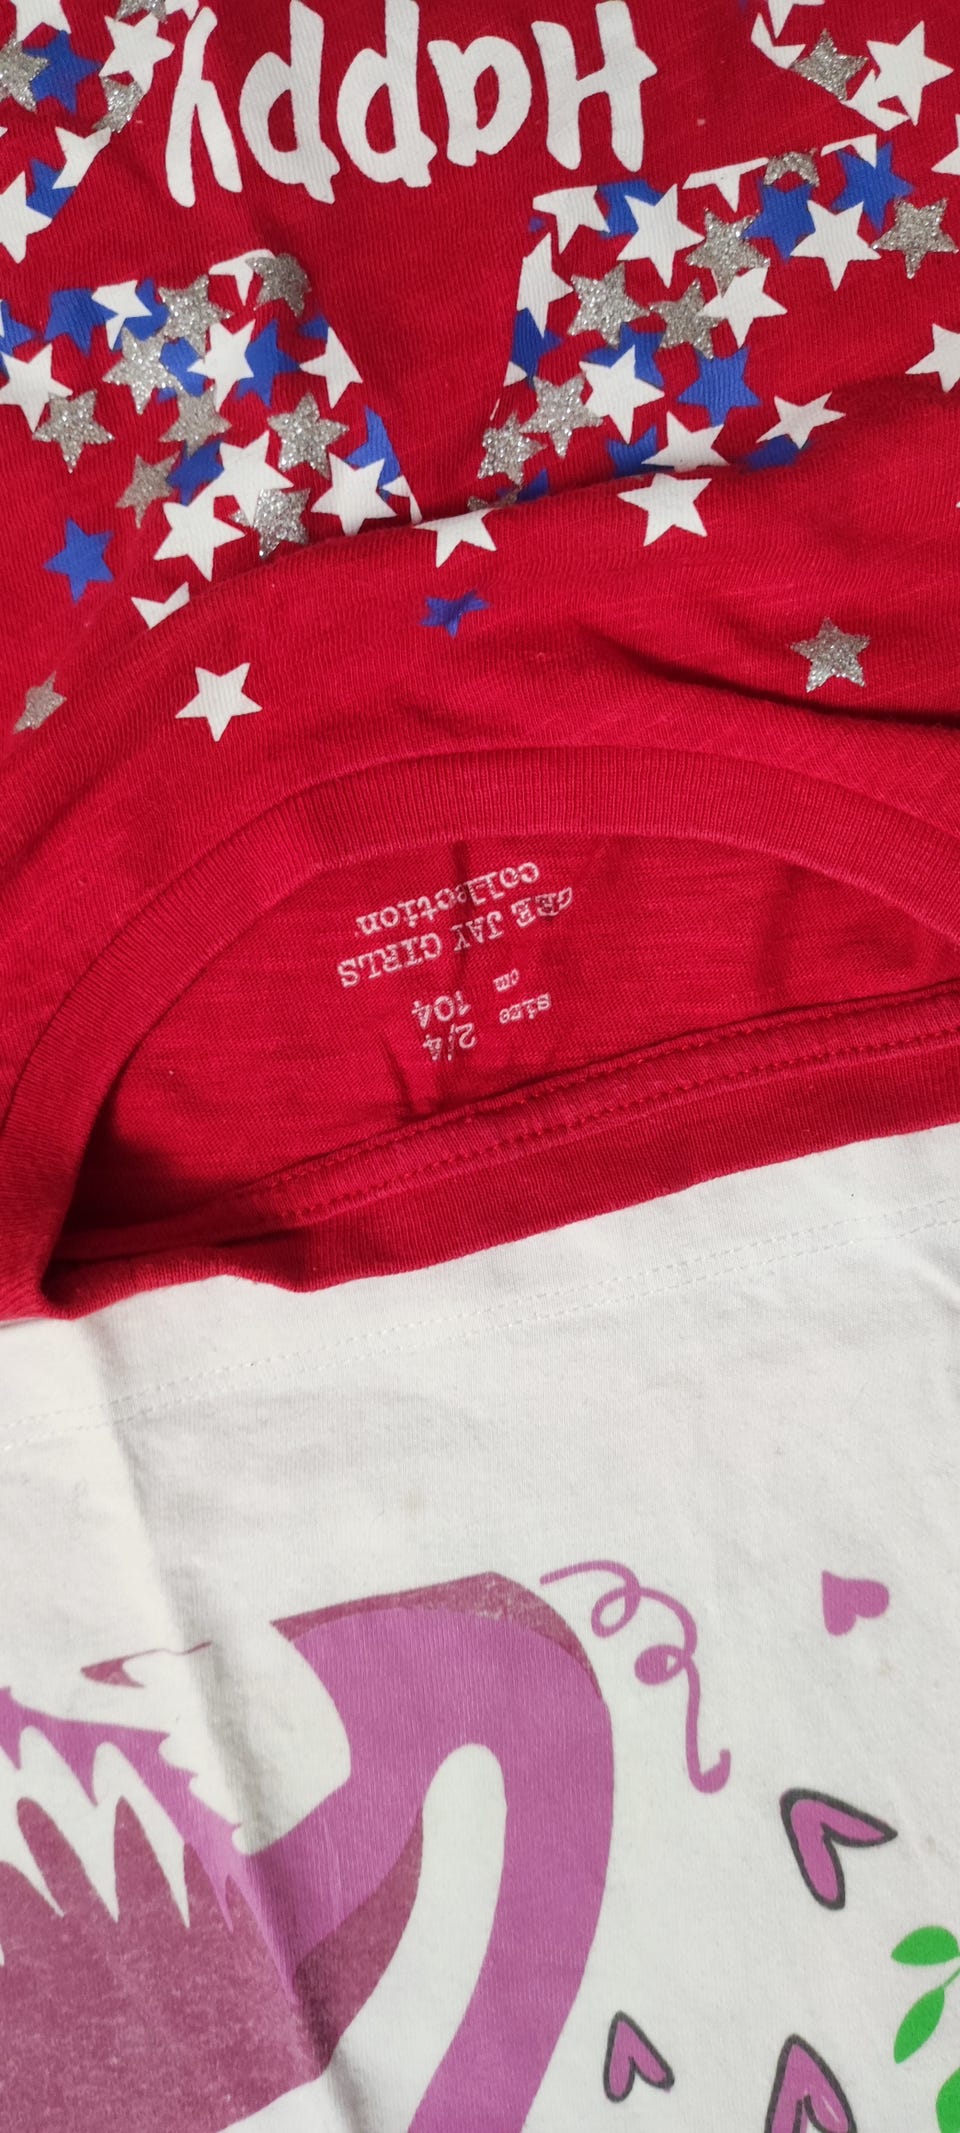 Happy
GEE JAY GIRLS
collection
size 2/4
cm 104